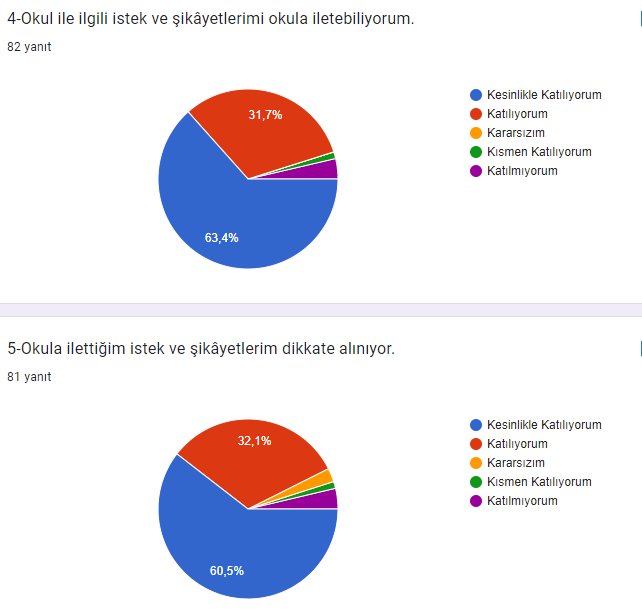 4-Okul ile ilgili istek ve şikâyetlerimi okula iletebiliyorum.
82 yanıt
31,7%
63,4%
Kesinlikle Katılıyorum
Katılıyorum
Kararsızım
Kısmen Katılıyorum
Katılmıyorum
5-Okula ilettiğim istek ve şikâyetlerim dikkate alınıyor.
81 yanıt
32,1%
60,5%
Kesinlikle Katılıyorum
Katılıyorum
Kararsızım
Kısmen Katılıyorum
Katılmıyorum